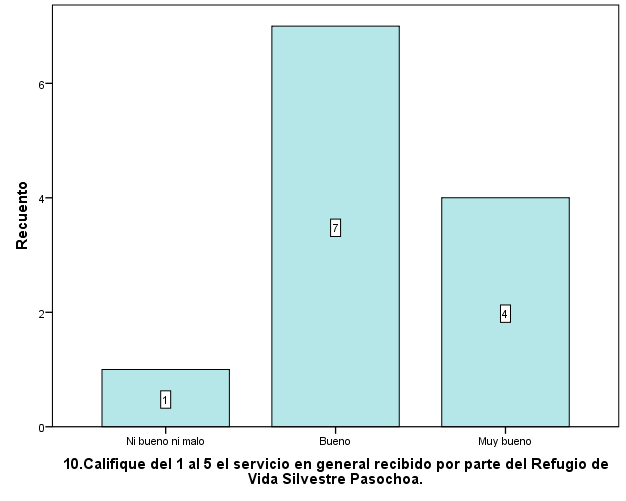 6
4
2
0
Recuento
1
7
4
Ni bueno ni malo
Bueno
Muy bueno
10.Califique del 1 al 5 el servicio en general recibido por parte del Refugio de
Vida Silvestre Pasochoa.